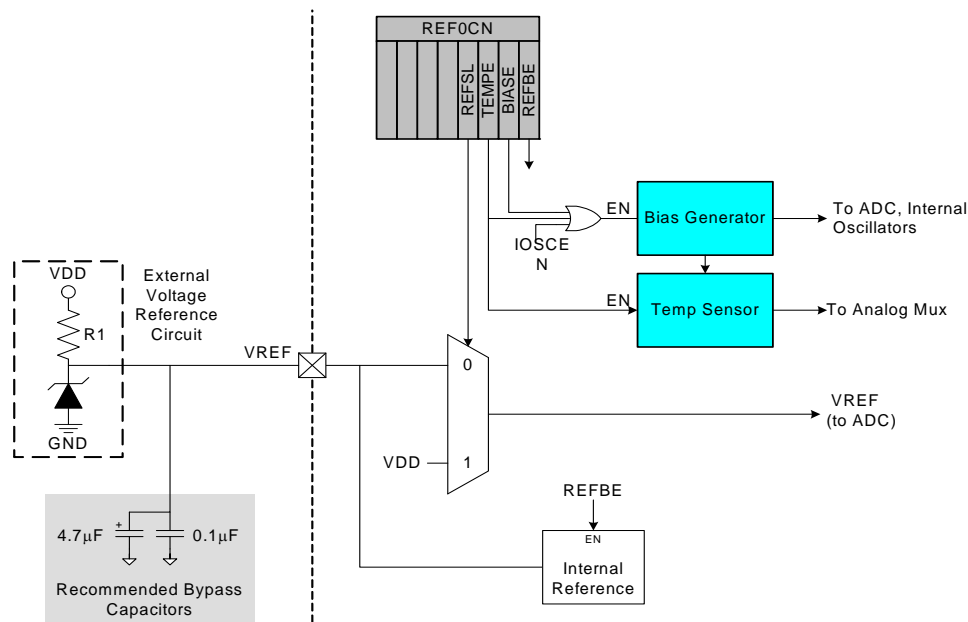 REF0CN
REFSL
TEMPE
BIASE
REFBE
EN
Bias Generator
To ADC, Internal
Oscillators
IOSCE
N
EN
Temp Sensor
To Analog Mux
VDD
External
Voltage
Reference
Circuit
R1
VREF
GND
0
VREF
(to ADC)
VDD
1
REFBE
EN
Internal
Reference
4.7µF
+
0.1µF
Recommended Bypass
Capacitors